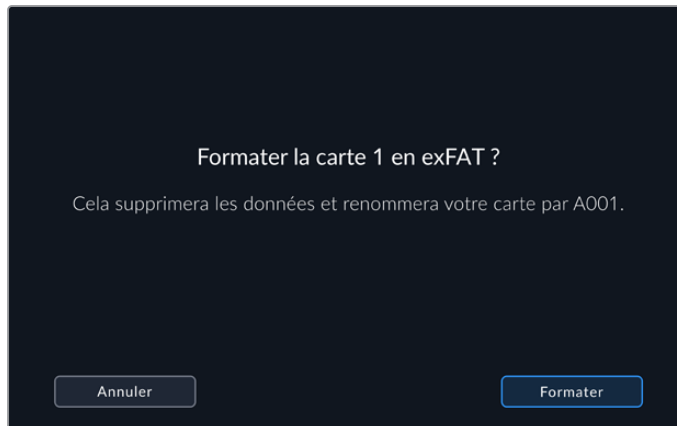 Formater la carte 1 en exFAT ?
Cela supprimera les données et renommera votre carte par A001.
Annuler
Formater